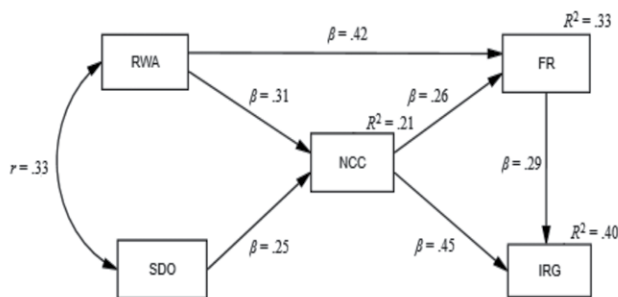 R² = .33
β = .42
RWA
FR
β = .31
β = .26
R² = .21
r = .33
NCC
β = .29
β = .25
β = .45
R² = .40
SDO
IRG